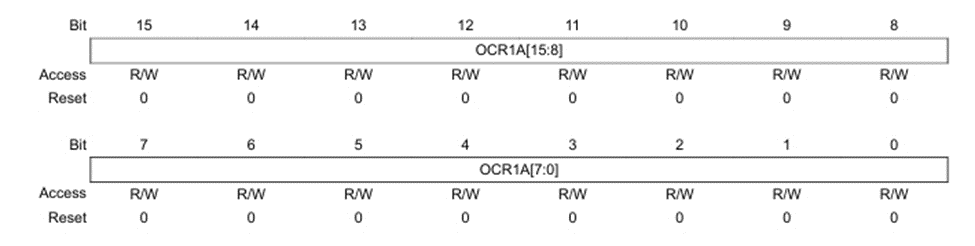 Bit 15 14 13 12 11 10 9 8
OCR1A[15:8]
Access R/W R/W R/W R/W R/W R/W R/W R/W
Reset 0 0 0 0 0 0 0 0
Bit 7 6 5 4 3 2 1 0
OCR1A[7:0]
Access R/W R/W R/W R/W R/W R/W R/W R/W
Reset 0 0 0 0 0 0 0 0